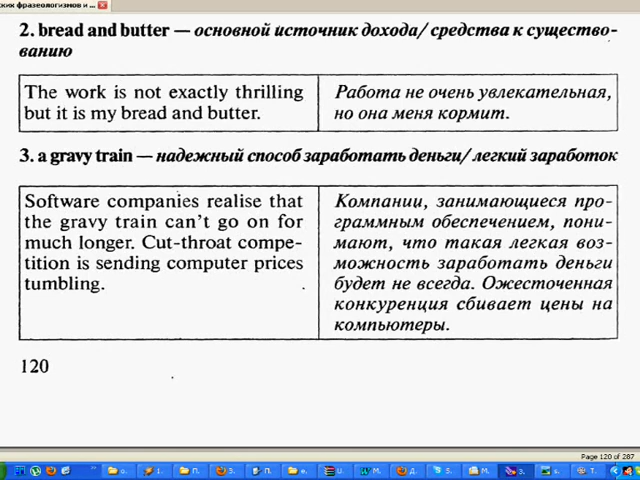 ских фразеологизмов и ...
2. bread and butter — основной источник дохода/ средства к существо-
ванию
The work is not exactly thrilling
but it is my bread and butter.
Работа не очень увлекательная,
но она меня кормит.
3. a gravy train — надежный способ заработать деньги/ легкий заработок
Software companies realise that
the gravy train can't go on for
much longer. Cut-throat compe-
tition is sending computer prices
tumbling.
Компании, занимающиеся про-
граммным обеспечением, пони-
мают, что такая легкая воз-
можность заработать деньги
будет не всегда. Ожесточенная
конкуренция сбивает цены на
компьютеры.
120
Page 120 of 287